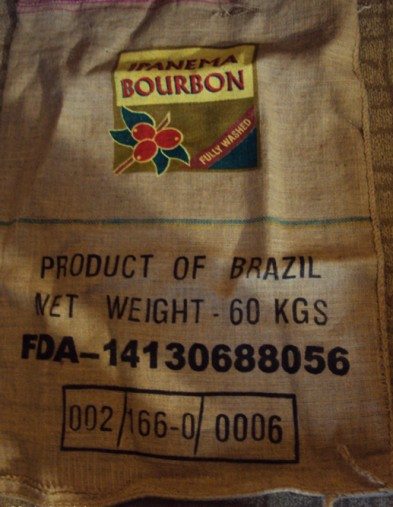 IPANEMA
BOURBON
FULLY WASHED
PRODUCT OF BRAZIL
NET WEIGHT - 60 KGS
FDA-14130688056
002/166-0/0006